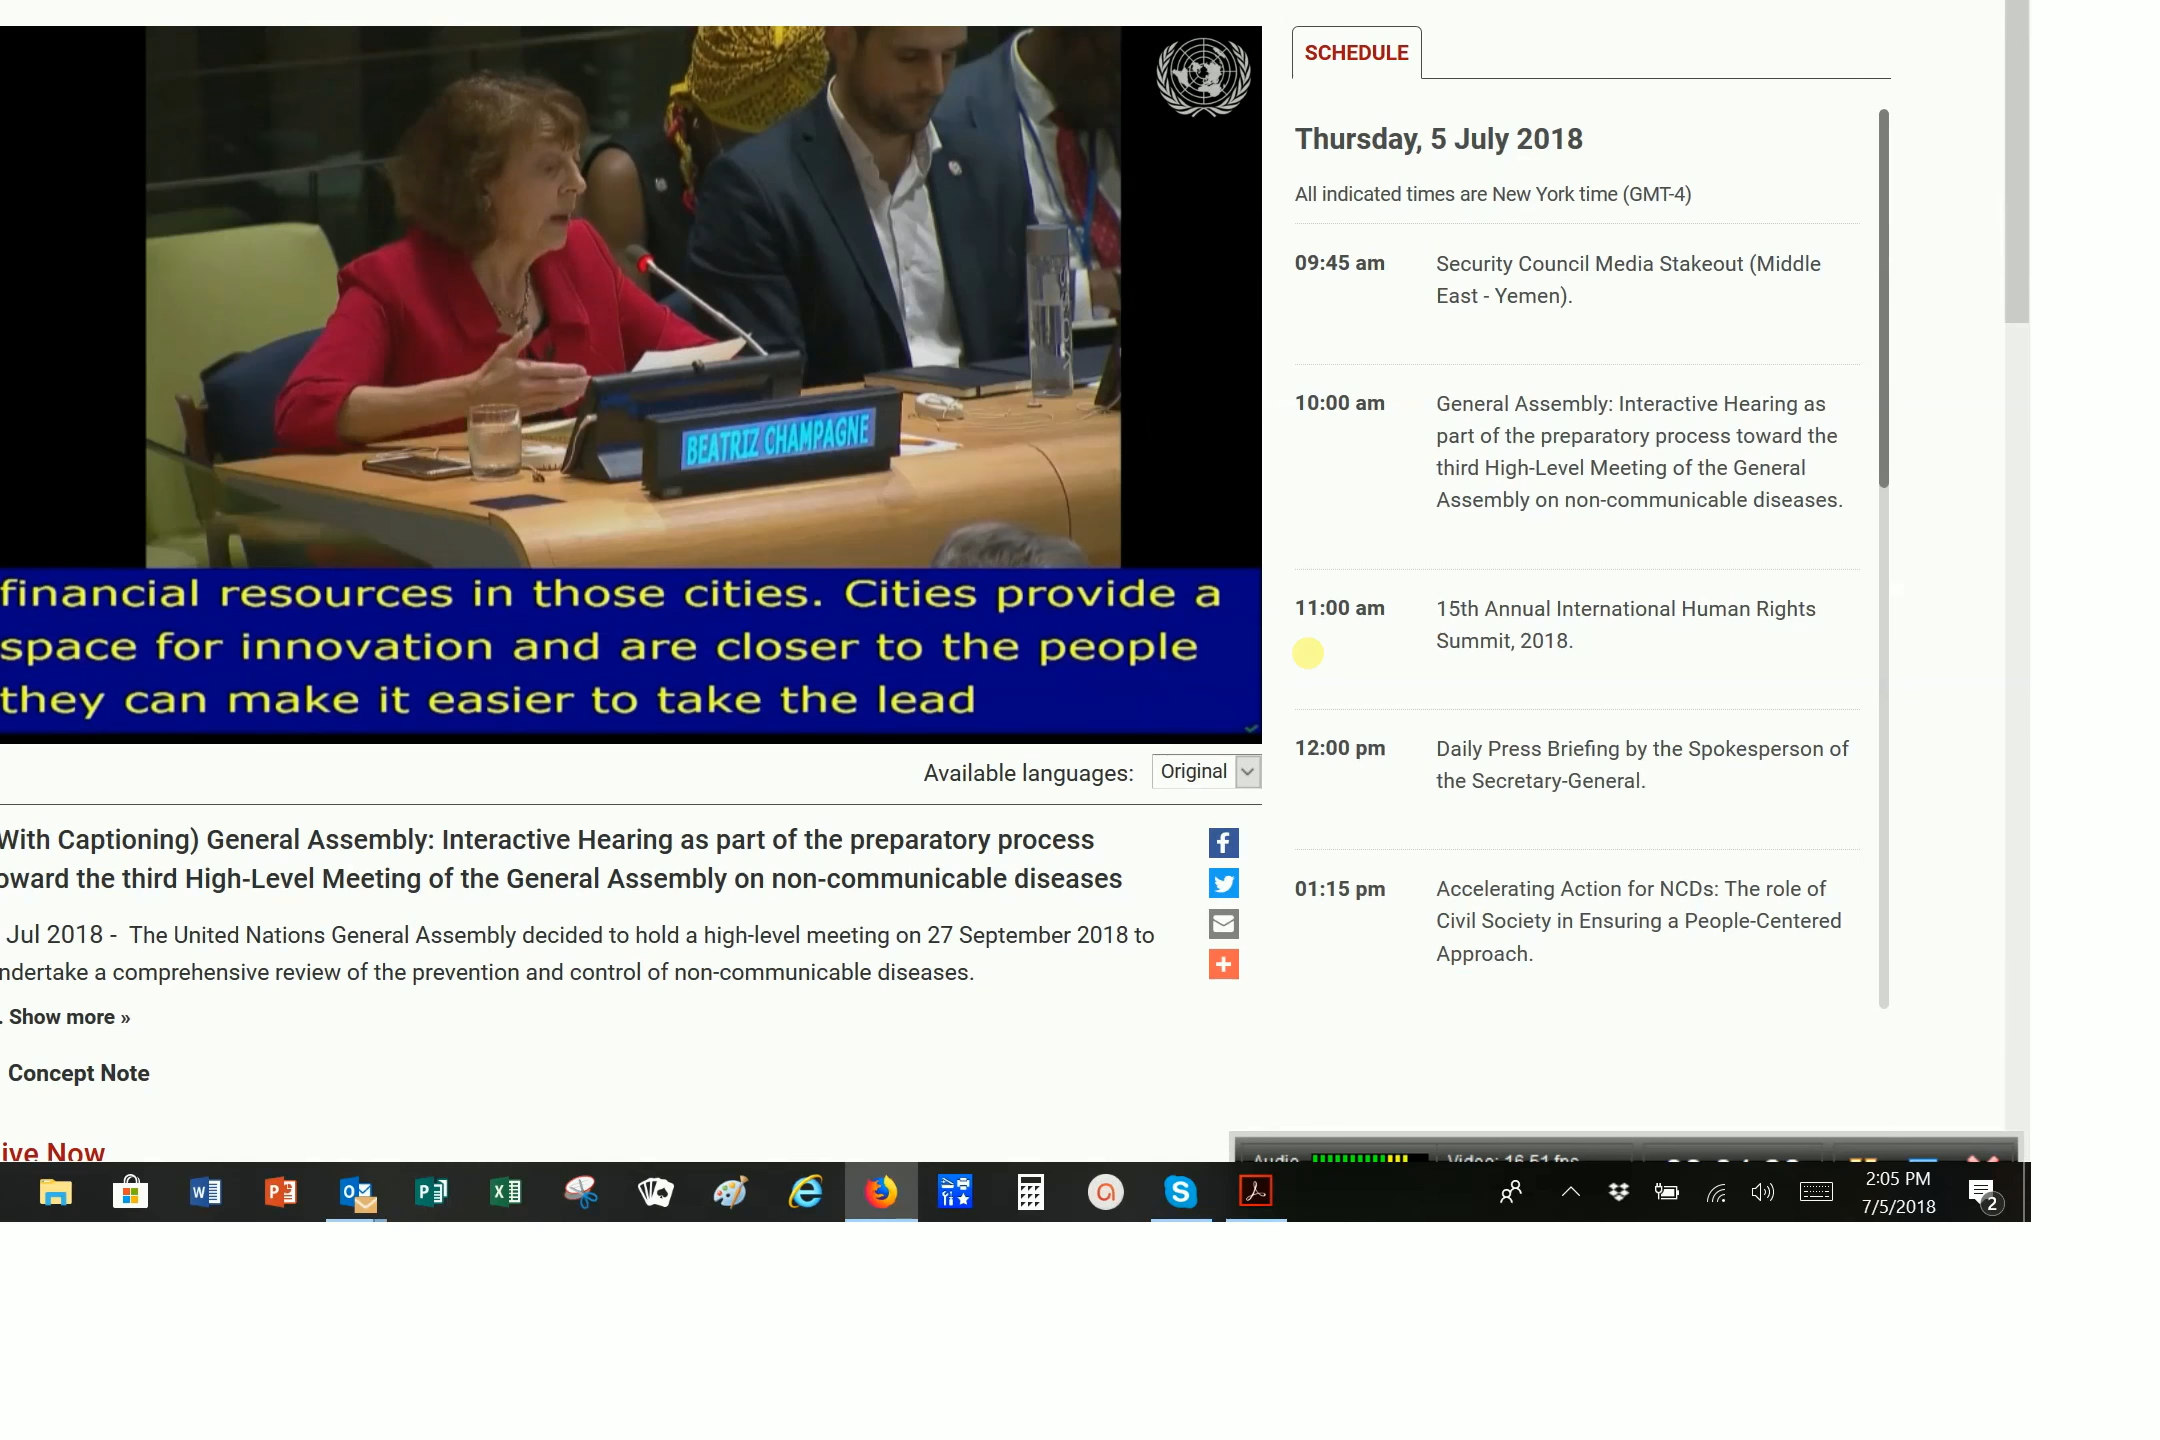 BEATRIZ CHAMPAGNE
financial resources in those cities. Cities provide a
space for innovation and are closer to the people
they can make it easier to take the lead
Available languages: Original
With Captioning) General Assembly: Interactive Hearing as part of the preparatory process
oward the third High-Level Meeting of the General Assembly on non-communicable diseases
Jul 2018 - The United Nations General Assembly decided to hold a high-level meeting on 27 September 2018 to
ndertake a comprehensive review of the prevention and control of non-communicable diseases.
. Show more »
Concept Note
ive Now
SCHEDULE
Thursday, 5 July 2018
All indicated times are New York time (GMT-4)
09:45 am Security Council Media Stakeout (Middle
East - Yemen).
10:00 am General Assembly: Interactive Hearing as
part of the preparatory process toward the
third High-Level Meeting of the General
Assembly on non-communicable diseases.
11:00 am 15th Annual International Human Rights
Summit, 2018.
12:00 pm Daily Press Briefing by the Spokesperson of
the Secretary-General.
01:15 pm Accelerating Action for NCDs: The role of
Civil Society in Ensuring a People-Centered
Approach.
Audio Video: 16.51 fps
2:05 PM
7/5/2018
2